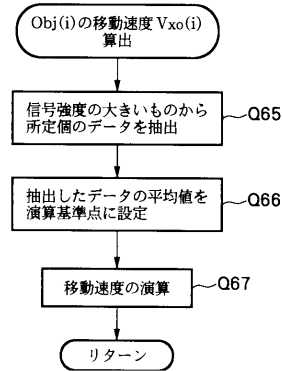 Obj(i)の移動速度Vxo(i)
算出
信号強度の大きいものから
所定個のデータを抽出
Q65
抽出したデータの平均値を
演算基準点に設定
Q66
移動速度の演算
Q67
リターン